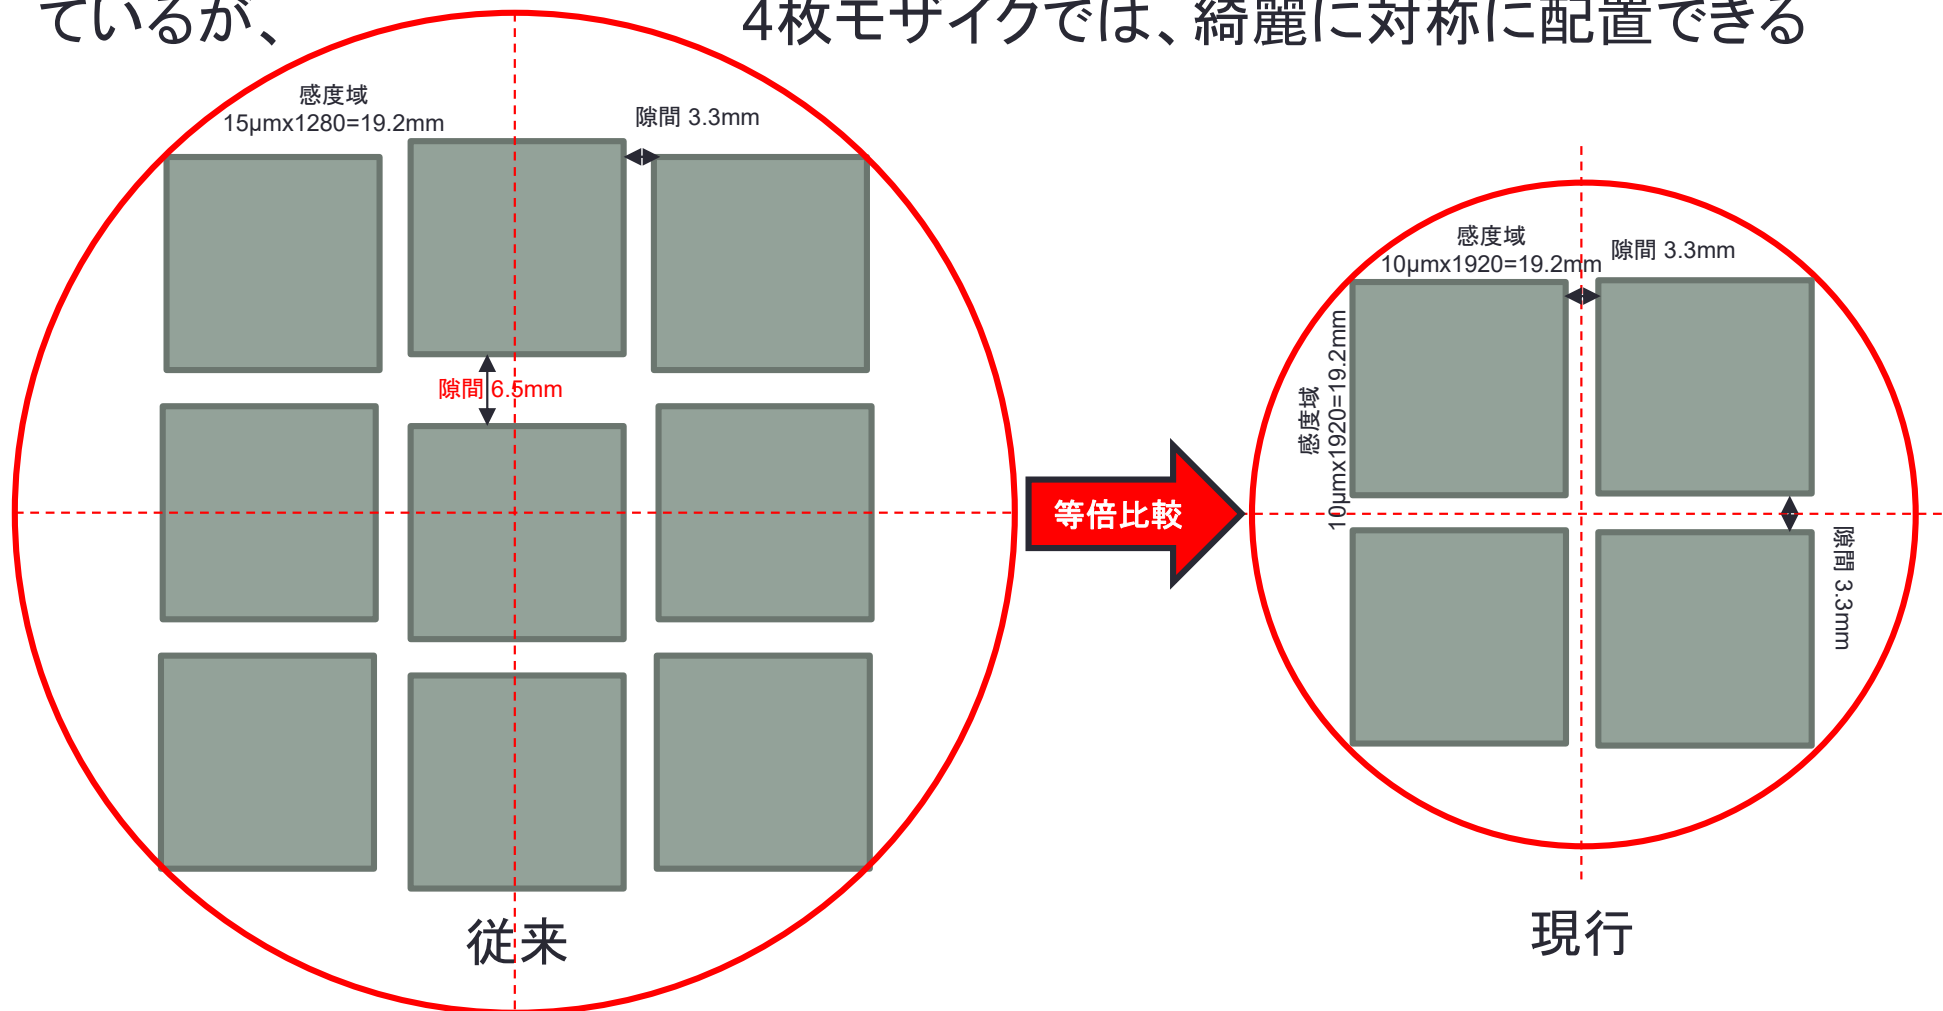 ているが、
4枚モザイクでは、綺麗に対称に配置できる
感度域
15μmx1280=19.2mm
隙間 3.3mm
隙間 6.5mm
従来
等倍比較
感度域
10μmx1920=19.2mm
隙間 3.3mm
感度域
10μmx1920=19.2mm
隙間 3.3mm
現行